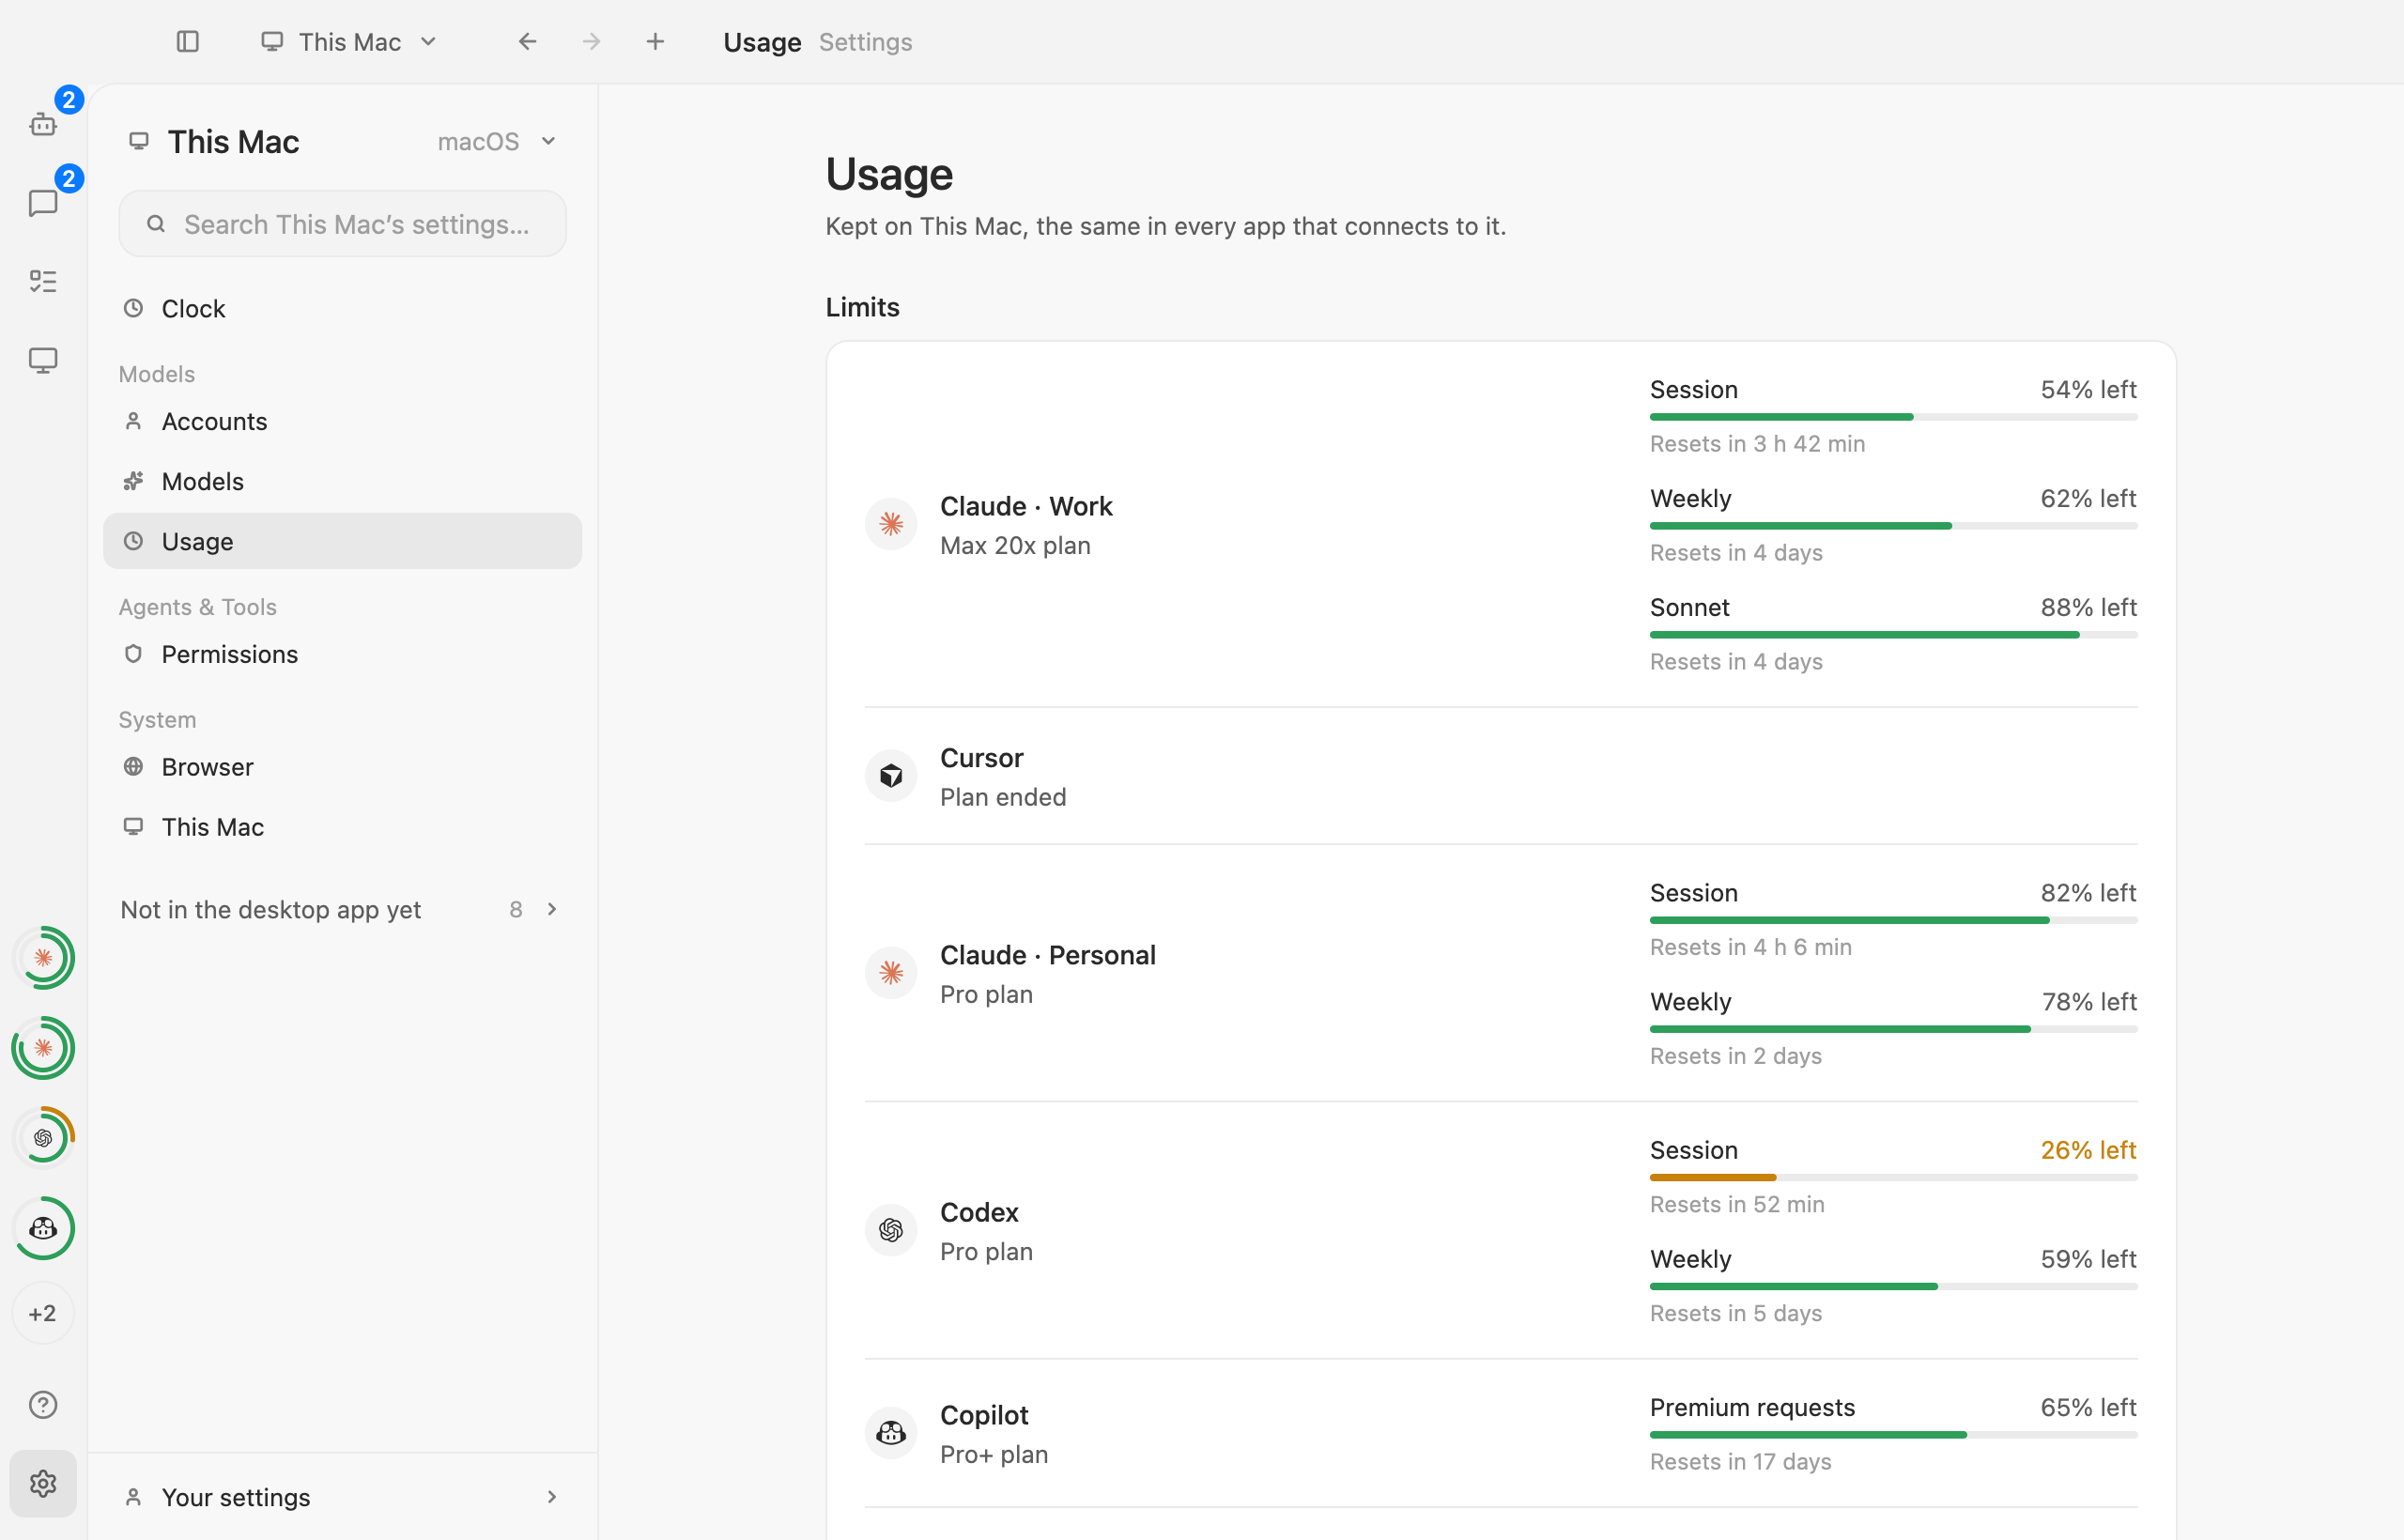 This Mac
Usage Settings
2
2
This Mac macOS
Search This Mac’s settings...
Clock
Models
Accounts
Models
Usage
Agents & Tools
Permissions
System
Browser
This Mac
Not in the desktop app yet 8
+2
Your settings
Usage
Kept on This Mac, the same in every app that connects to it.
Limits
Claude · Work
Max 20x plan
Session 54% left
Resets in 3 h 42 min
Weekly 62% left
Resets in 4 days
Sonnet 88% left
Resets in 4 days
Cursor
Plan ended
Claude · Personal
Pro plan
Session 82% left
Resets in 4 h 6 min
Weekly 78% left
Resets in 2 days
Codex
Pro plan
Session 26% left
Resets in 52 min
Weekly 59% left
Resets in 5 days
Copilot
Pro+ plan
Premium requests 65% left
Resets in 17 days